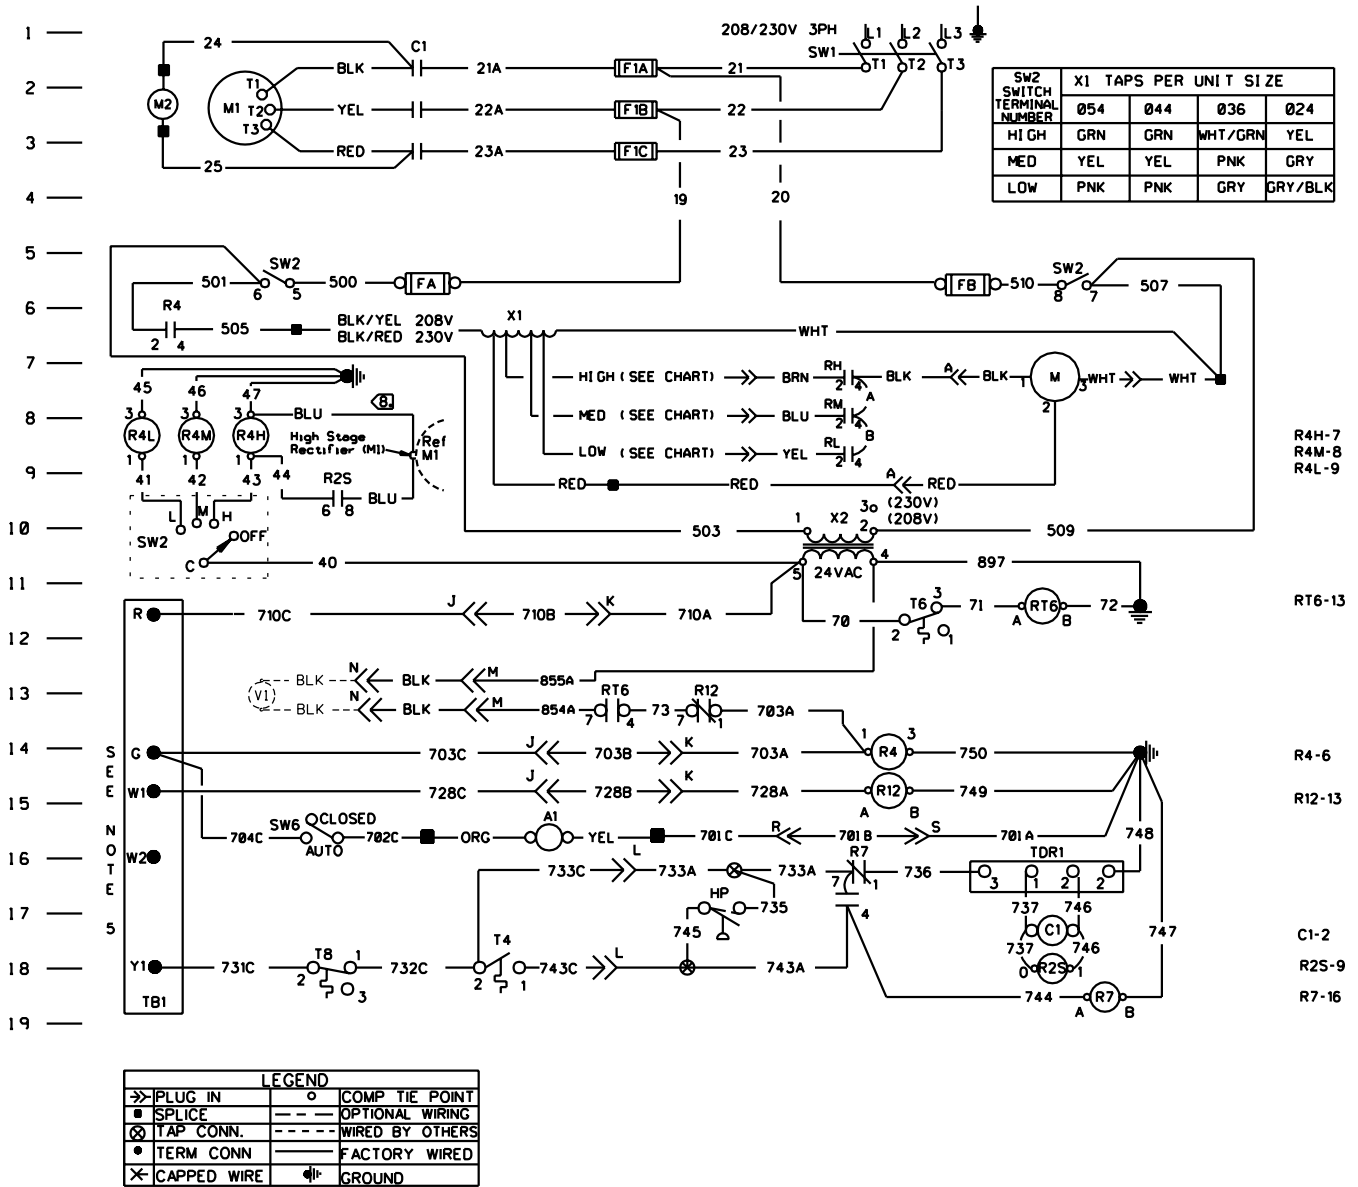 1
24
C1
208/230V 3PH
L1 L2 L3
SW1
BLK 21A F1A 21 T1 T2 T3
2
M2 M1 T1 T2 T3
YEL 22A F1B 22
3
RED 23A F1C 23
25
SW2 SWITCH TERMINAL NUMBER X1 TAPS PER UNIT SIZE
054 044 036 024
HIGH GRN GRN WHT/GRN YEL
MED YEL YEL PNK GRY
LOW PNK PNK GRY GRY/BLK
4
19 20
5
SW2 SW2
501 6 5 500 FA FB 510 8 7 507
6
R4 X1
505 BLK/YEL 208V
BLK/RED 230V
WHT
2 4
7
45 46 47
HIGH (SEE CHART) BRN RH 2 4 BLK A BLK 1 M 3 WHT WHT
A
2
8
3 3 3 BLU 8.
MED (SEE CHART) BLU RM 2 4
B
R4L R4M R4H
High Stage
Rectifier (M1)
Ref
M1
R4H-7
R4M-8
R4L-9
1 1 1
LOW (SEE CHART) YEL RL 2 4
9
41 42 43 44 R2S
6 8 BLU
RED RED A RED
L M H
3 (230V)
(208V)
10
SW2 OFF
C
503 1 X2 2 509
40 5 24VAC 4 897
11
R 710C J 710B K 710A
70 2 T6 3 1 71 A RT6 B 72
RT6-13
12
13
V1
BLK N BLK M 855A
BLK N BLK M 854A 7 RT6 4 73 7 R12 1 703A
14
SEE NOTE 5
G 703C J 703B K 703A 1 R4 3 750
R4-6
W1 728C J 728B K 728A A R12 B 749
R12-13
15
704C SW6 CLOSED
AUTO
702C ORG A1 YEL 701C R 701B S 701A 748
16
W2
733C L 733A 733A R7 7 1 736 TDR1
3 1 2 2
17
HP
745 735 4 737 746
C1
737 746
747
C1-2
18
Y1 731C T8 2 1 3 732C T4 2 1 743C L 743A
0 R2S 1
R2S-9
744 A R7 B
R7-16
TB1
19
LEGEND
PLUG IN COMP TIE POINT
SPLICE OPTIONAL WIRING
TAP CONN. WIRED BY OTHERS
TERM CONN FACTORY WIRED
CAPPED WIRE GROUND